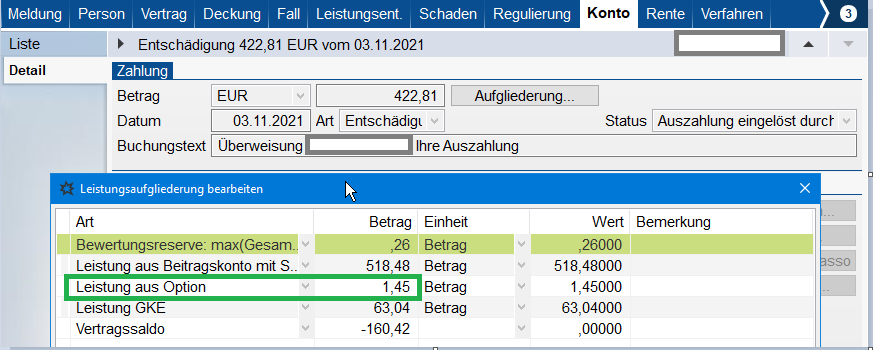 Meldung Person Vertrag Deckung Fall Leistungsent. Schaden Regulierung Konto Rente Verfahren 3
Liste Entschädigung 422,81 EUR vom 03.11.2021
Detail Zahlung
Betrag EUR 422,81 Aufgliederung...
Datum 03.11.2021 Art Entschädigu Status Auszahlung eingelöst durch
Buchungstext Überweisung Ihre Auszahlung
Leistungsaufgliederung bearbeiten
Art Betrag Einheit Wert Bemerkung
Bewertungsreserve: max(Gesam... ,26 Betrag ,26000
Leistung aus Beitragskonto mit S... 518,48 Betrag 518,48000
Leistung aus Option 1,45 Betrag 1,45000
Leistung GKE 63,04 Betrag 63,04000
Vertragssaldo -160,42 ,00000